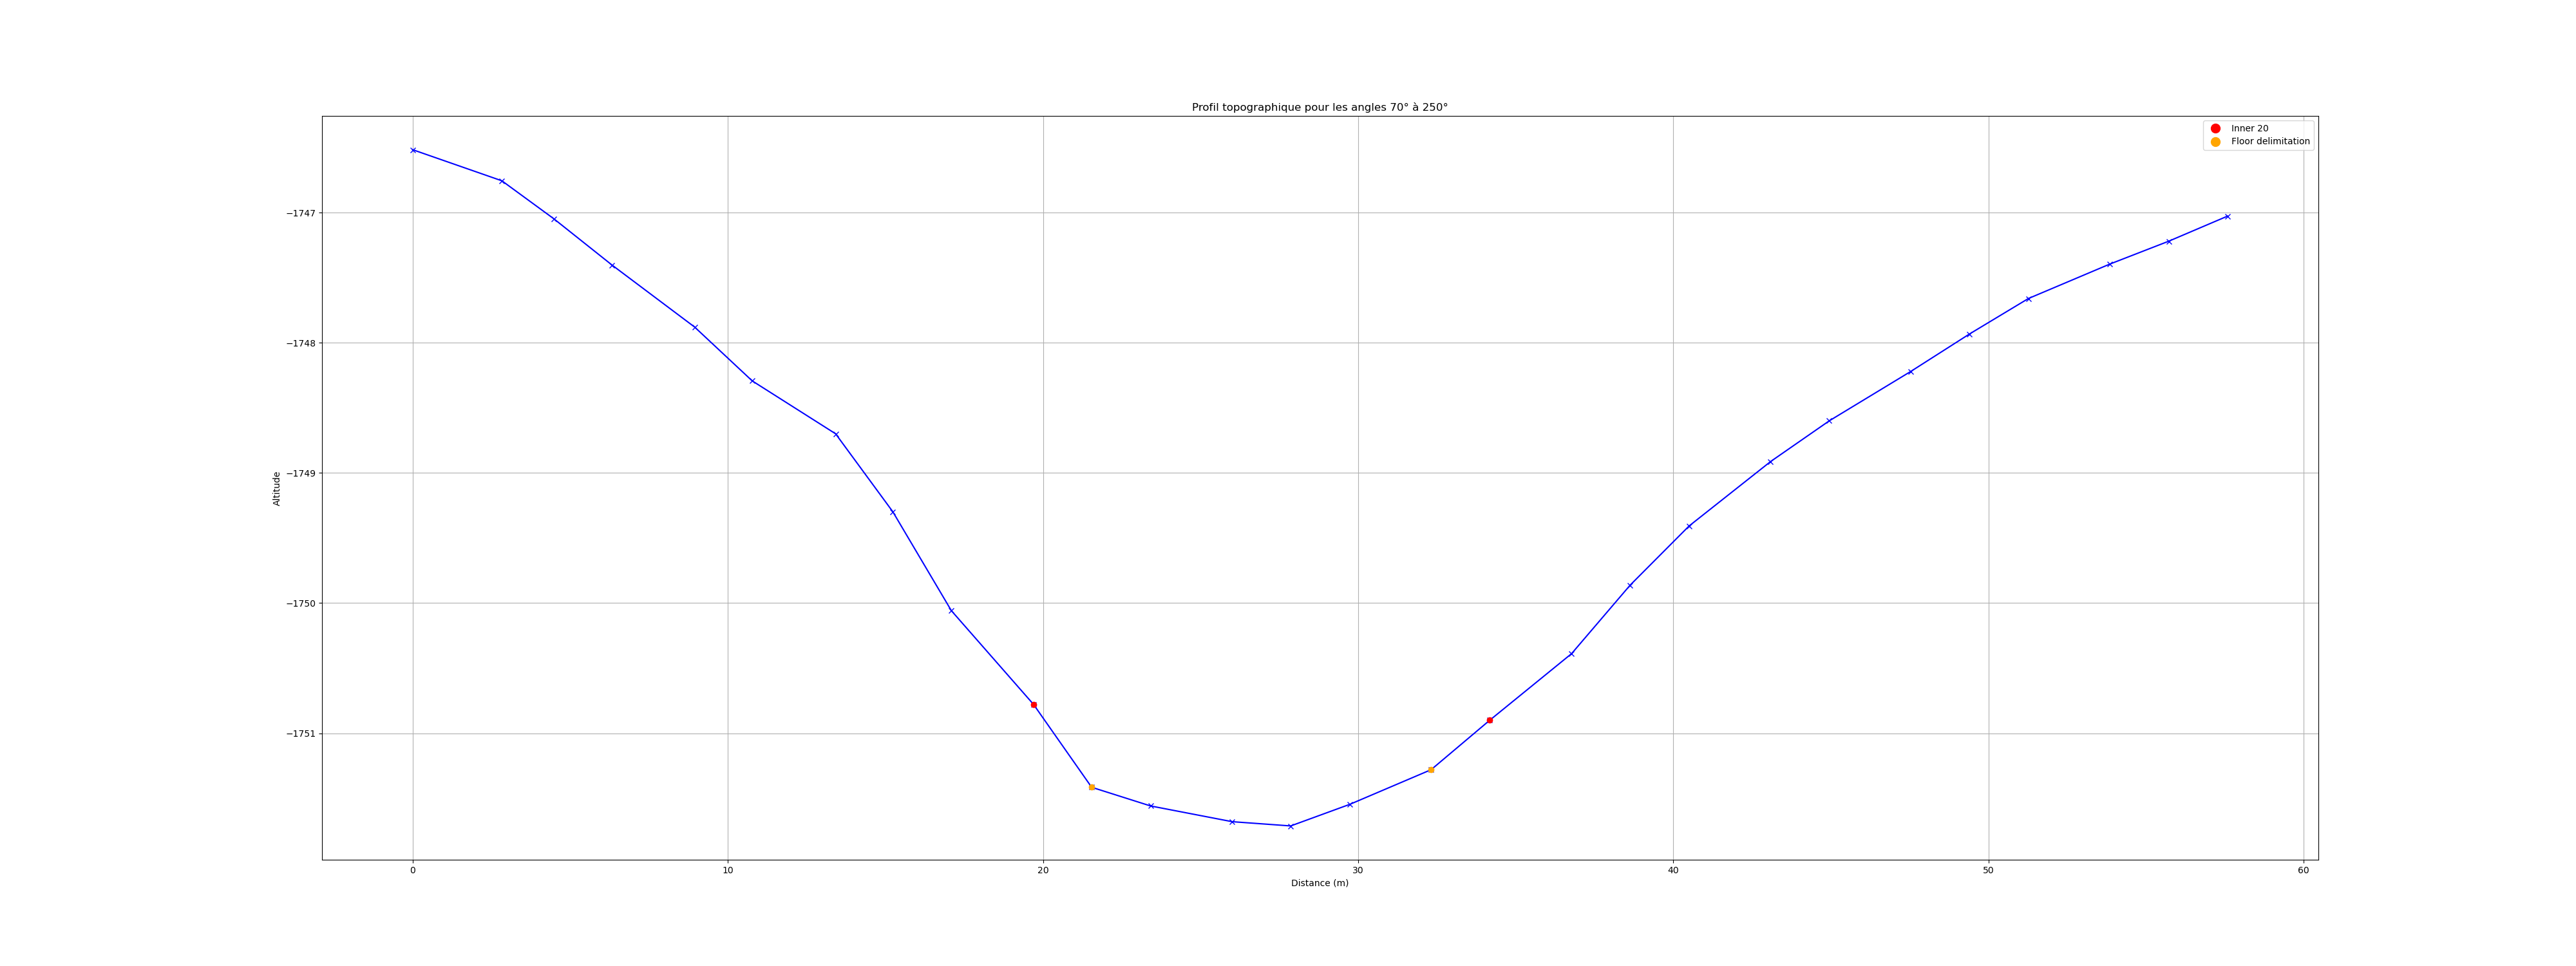 Profil topographique pour les angles 70° à 250°
Inner 20
Floor delimitation
−1747
−1748
−1749
−1750
−1751
Altitude
0 10 20 30 40 50 60
Distance (m)